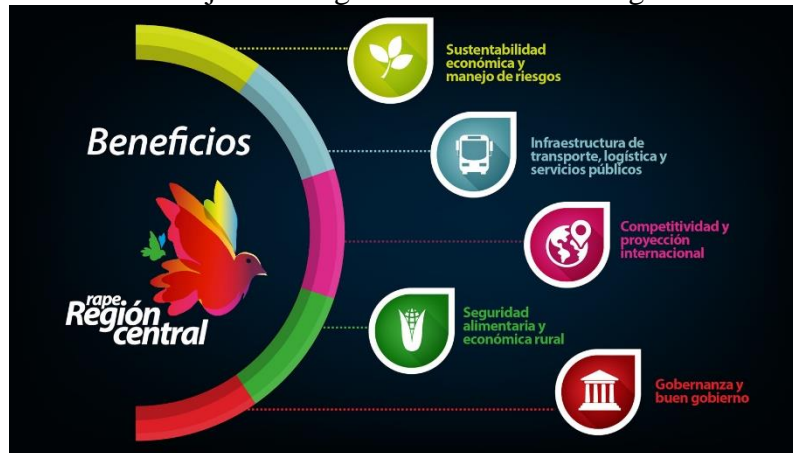 Beneficios
rape
Región
central
Sustentabilidad
económica y
manejo de riesgos
Infraestructura de
transporte, logística y
servicios públicos
Competitividad y
proyección
internacional
Seguridad
alimentaria y
económica rural
Gobernanza y
buen gobierno